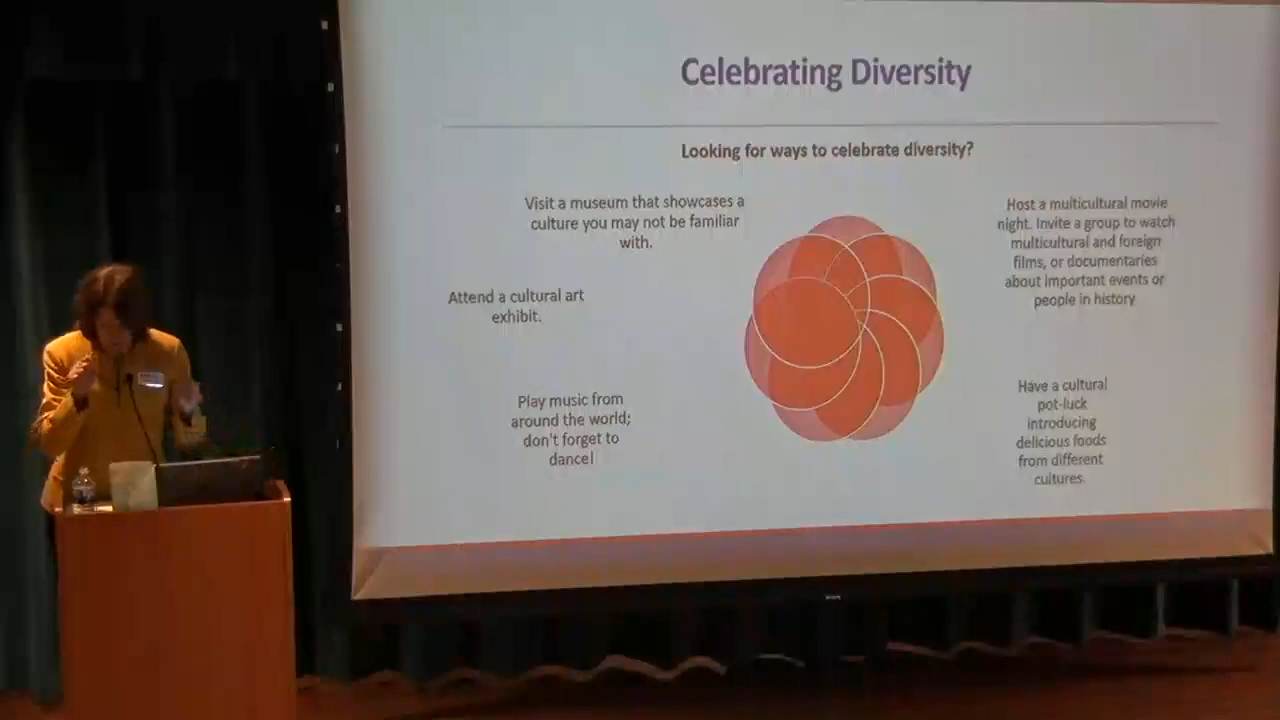 Celebrating Diversity
Looking for ways to celebrate diversity?
Visit a museum that showcases a
culture you may not be familiar
with.
Attend a cultural art
exhibit.
Play music from
around the world;
don't forget to
dance!
Host a multicultural movie
night. Invite a group to watch
multicultural and foreign
films, or documentaries
about important events or
people in history
Have a cultural
pot-luck
introducing
delicious foods
from different
cultures.